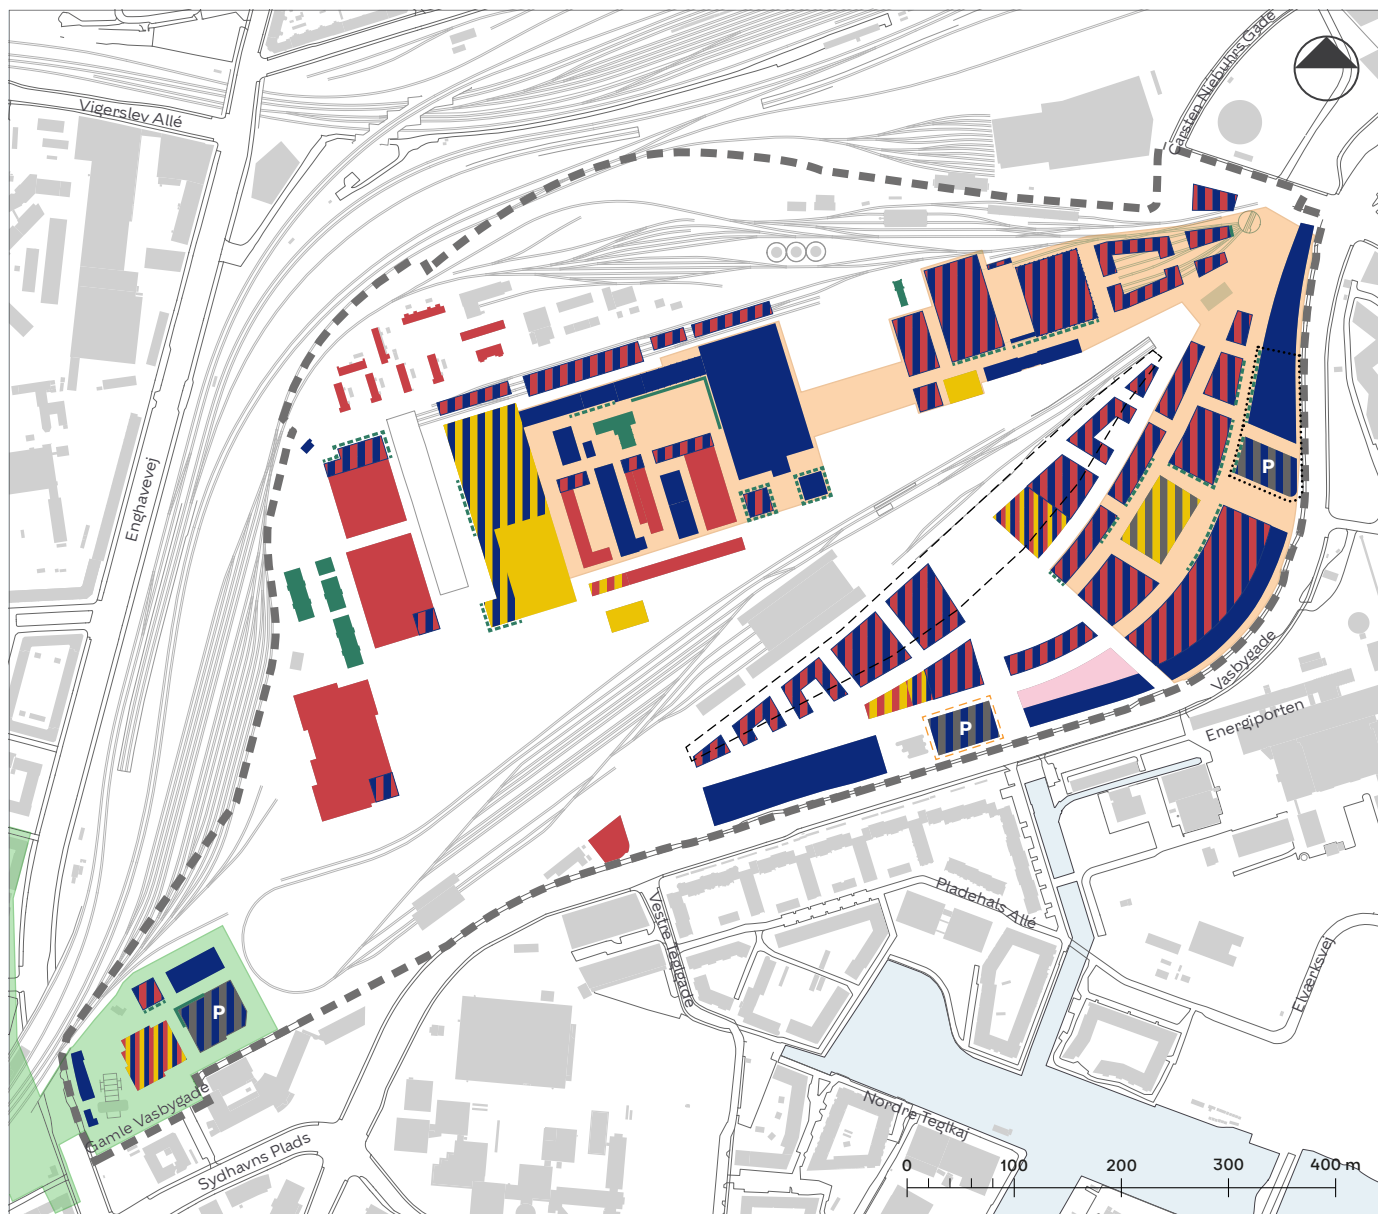 Carsten Niebuhrs Gade
Vigerslev Allé
Enghavevej
P
Vasbygade
Energiporten
P
Pladehals Allé
Vestre Teglgade
Elværksvej
P
Gamle Vasbygade
Nordre Teglkaj
Sydhavns Plads
0 100 200 300 400 m